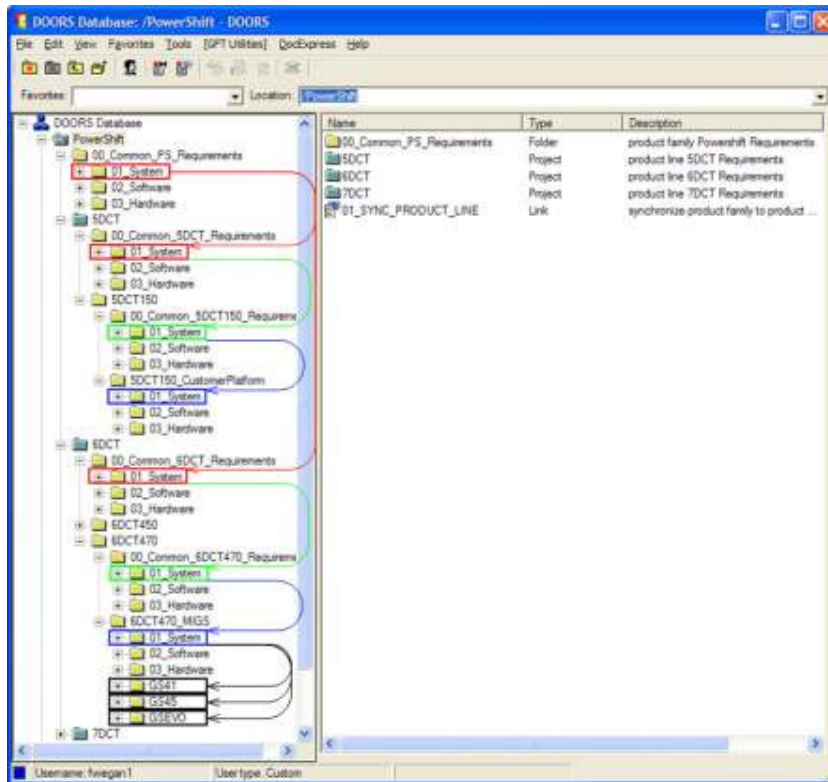 DOORS Database: /PowerShift - DOORS
File Edit View Favorites Tools [GFT Utilities] DocExpress Help
Favorites: Location: /PowerShift
DOORS Database
PowerShift
00_Common_PS_Requirements
01_System
02_Software
03_Hardware
5DCT
00_Common_5DCT_Requirements
01_System
02_Software
03_Hardware
5DCT150
00_Common_5DCT150_Requireme
01_System
02_Software
03_Hardware
5DCT150_CustomerPlatform
01_System
02_Software
03_Hardware
6DCT
00_Common_6DCT_Requirements
01_System
02_Software
03_Hardware
6DCT450
6DCT470
00_Common_6DCT470_Requireme
01_System
02_Software
03_Hardware
6DCT470_MIGS
01_System
02_Software
03_Hardware
GS41
GS45
GSEVO
7DCT
Name Type Description
00_Common_PS_Requirements Folder product family Powershift Requirements
5DCT Project product line 5DCT Requirements
6DCT Project product line 6DCT Requirements
7DCT Project product line 7DCT Requirements
01_SYNC_PRODUCT_LINE Link synchronize product family to product ...
Username: fwegan1 User type: Custom